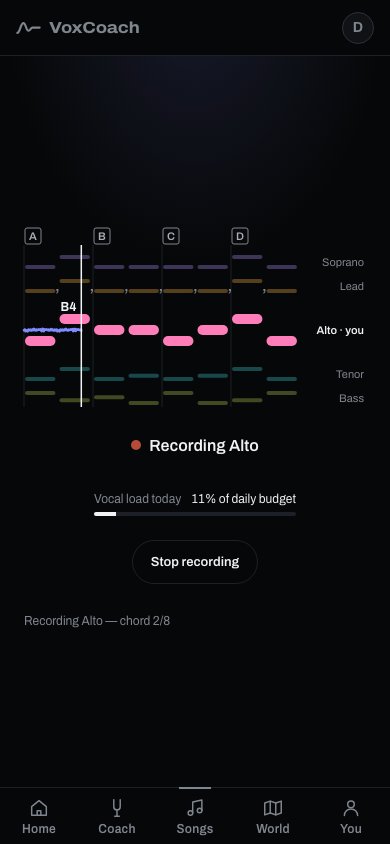 VoxCoach
D
A
B
C
D
Soprano
Lead
B4
Alto · you
Tenor
Bass
Recording Alto
Vocal load today 11% of daily budget
Stop recording
Recording Alto — chord 2/8
Home Coach Songs World You